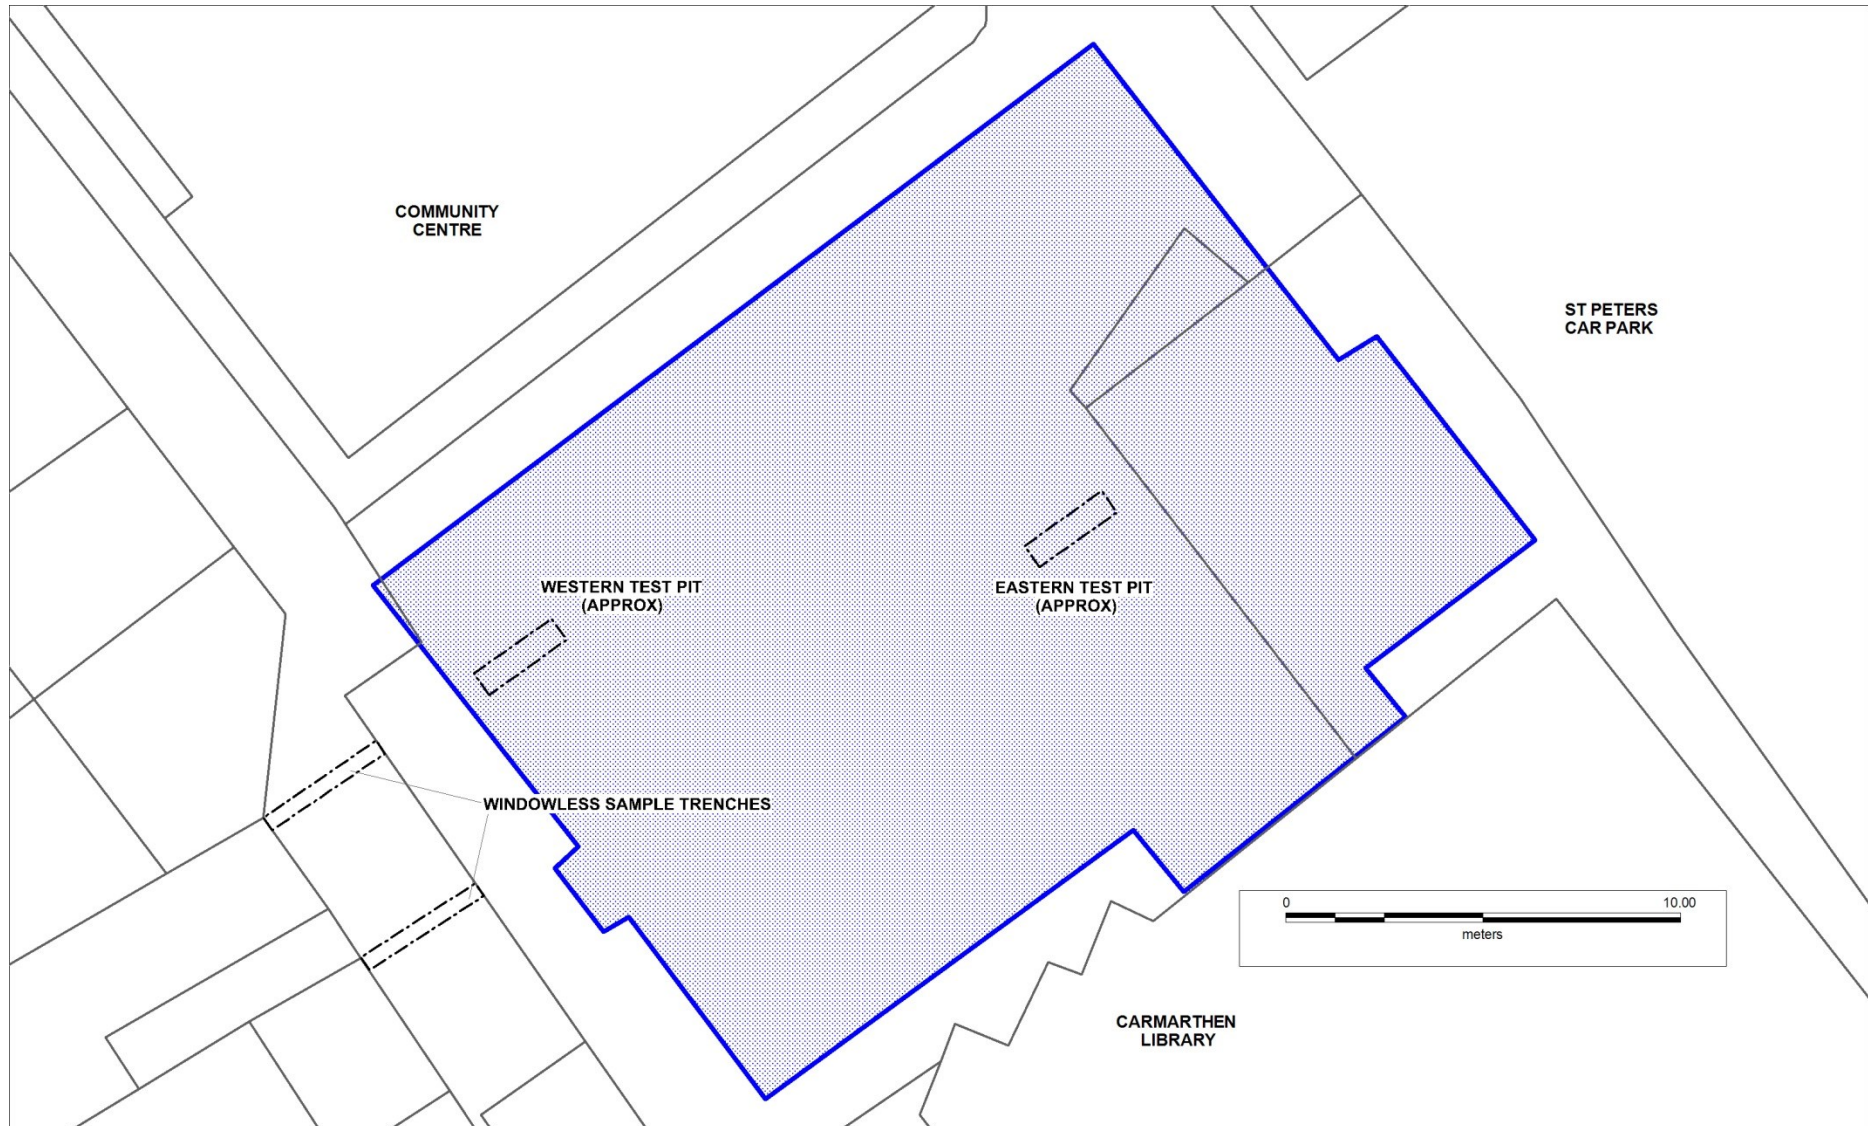 COMMUNITY
CENTRE
ST PETERS
CAR PARK
WESTERN TEST PIT
(APPROX)
EASTERN TEST PIT
(APPROX)
WINDOWLESS SAMPLE TRENCHES
0 10.00
meters
CARMARTHEN
LIBRARY